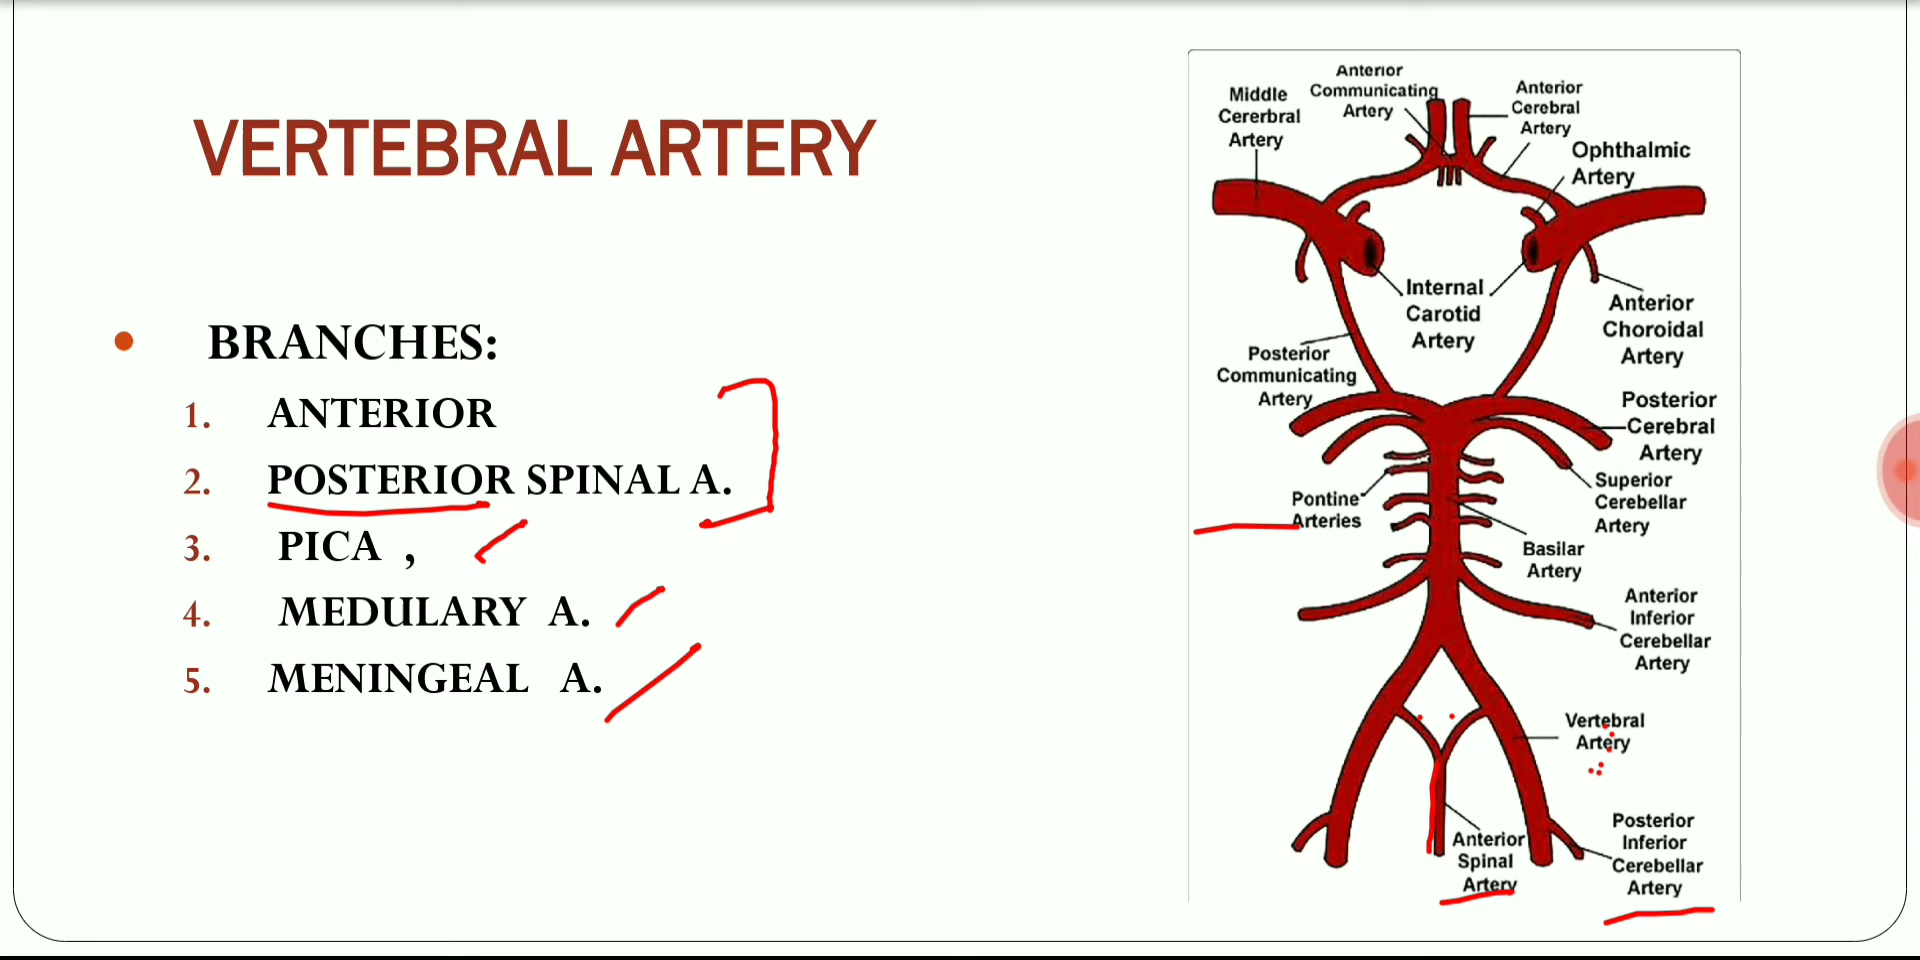 VERTEBRAL ARTERY
BRANCHES:
1. ANTERIOR
2. POSTERIOR SPINAL A.
3. PICA ,
4. MEDULARY A.
5. MENINGEAL A.
Middle
Cererbral
Artery
Anterior
Communicating
Artery
Anterior
Cerebral
Artery
Ophthalmic
Artery
Internal
Carotid
Artery
Anterior
Choroidal
Artery
Posterior
Communicating
Artery
Posterior
Cerebral
Artery
Superior
Cerebellar
Artery
Pontine
Arteries
Basilar
Artery
Anterior
Inferior
Cerebellar
Artery
Vertebral
Artery
Anterior
Spinal
Artery
Posterior
Inferior
Cerebellar
Artery